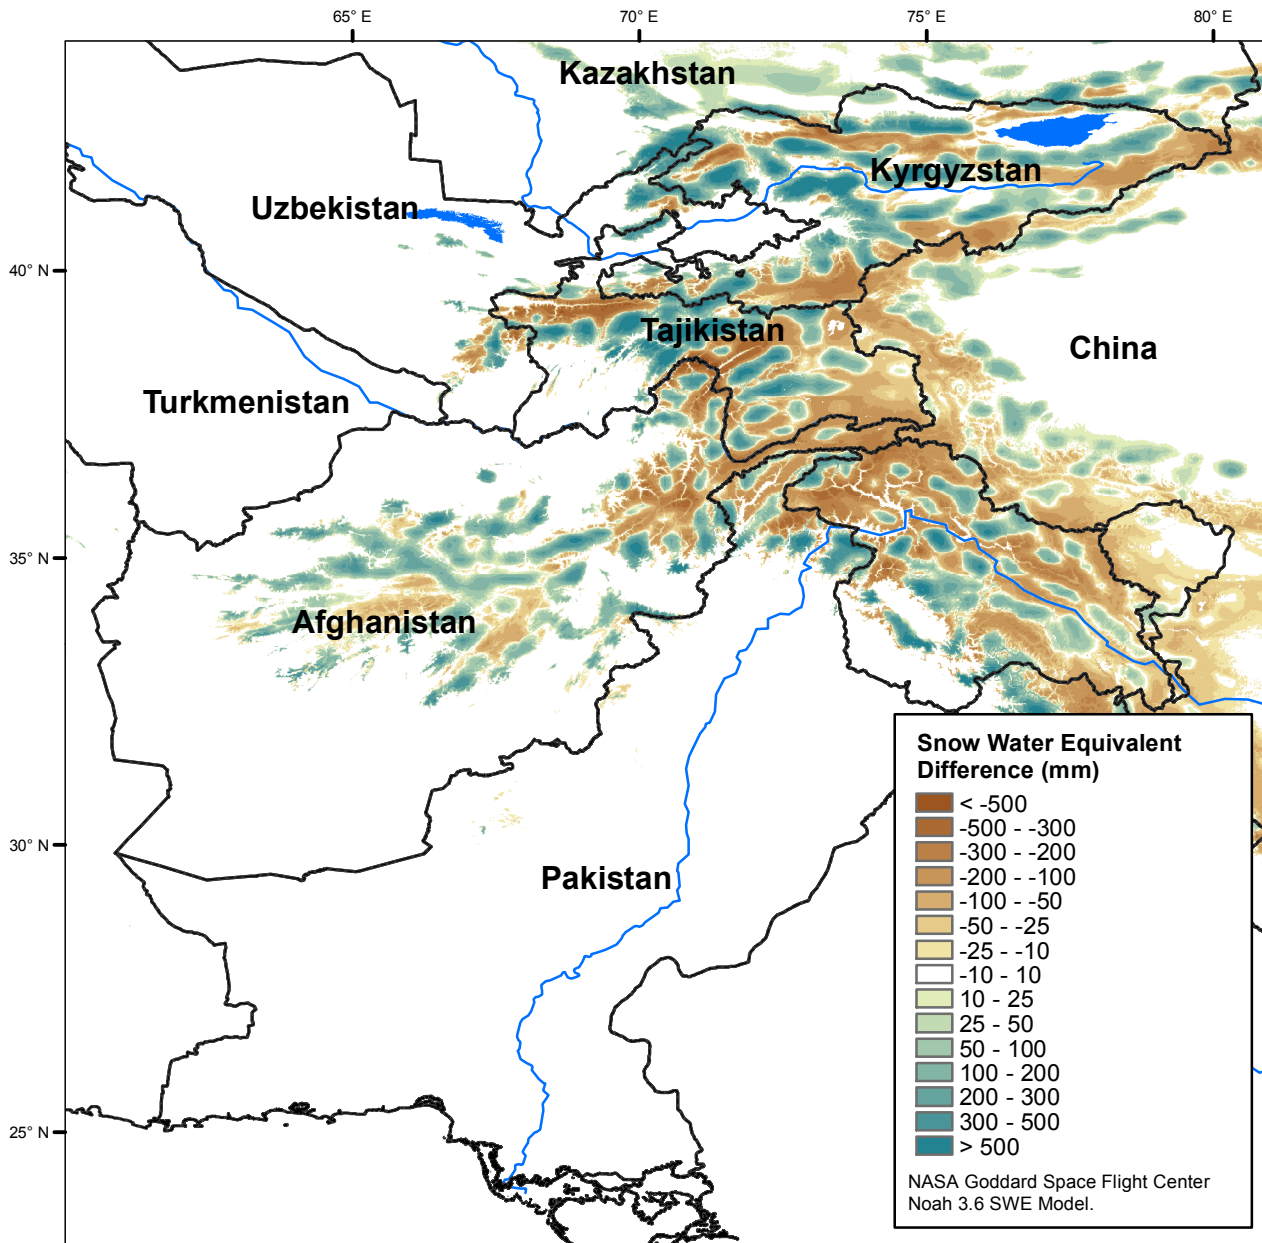 65° E
70° E
75° E
80° E
Kazakhstan
Kyrgyzstan
Uzbekistan
40° N
Tajikistan
China
Turkmenistan
35° N
Afghanistan
Snow Water Equivalent
Difference (mm)
< -500
-500 - -300
-300 - -200
-200 - -100
-100 - -50
-50 - -25
-25 - -10
-10 - 10
10 - 25
25 - 50
50 - 100
100 - 200
200 - 300
300 - 500
> 500
30° N
Pakistan
25° N
NASA Goddard Space Flight Center
Noah 3.6 SWE Model.